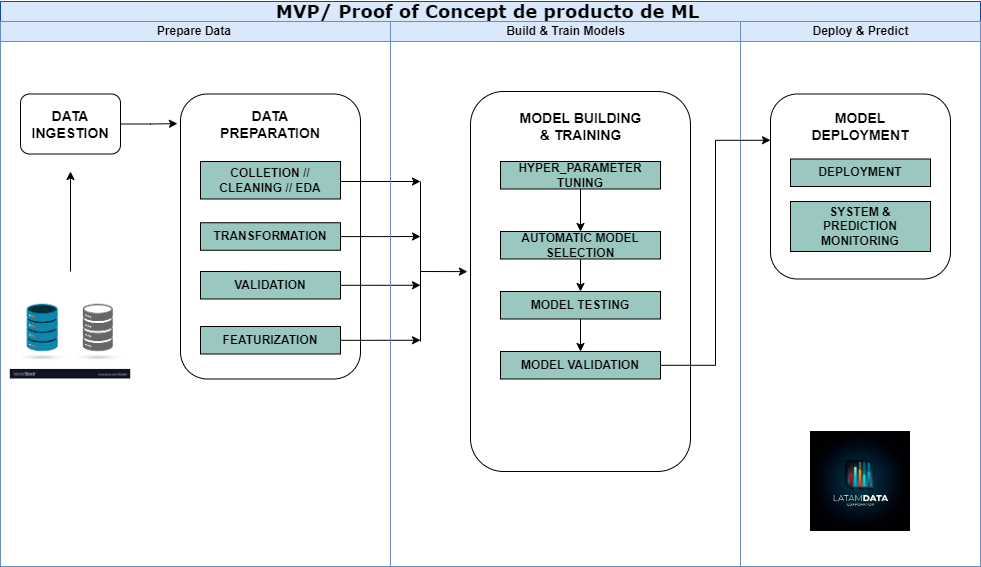 MVP/ Proof of Concept de producto de ML
Prepare Data
Build & Train Models
Deploy & Predict
DATA
INGESTION
DATA
PREPARATION
COLLETION //
CLEANING // EDA
TRANSFORMATION
VALIDATION
FEATURIZATION
MODEL BUILDING
& TRAINING
HYPER_PARAMETER
TUNING
AUTOMATIC MODEL
SELECTION
MODEL TESTING
MODEL VALIDATION
MODEL
DEPLOYMENT
DEPLOYMENT
SYSTEM &
PREDICTION
MONITORING
VectorStock
LATAMDATA
CORPORATION